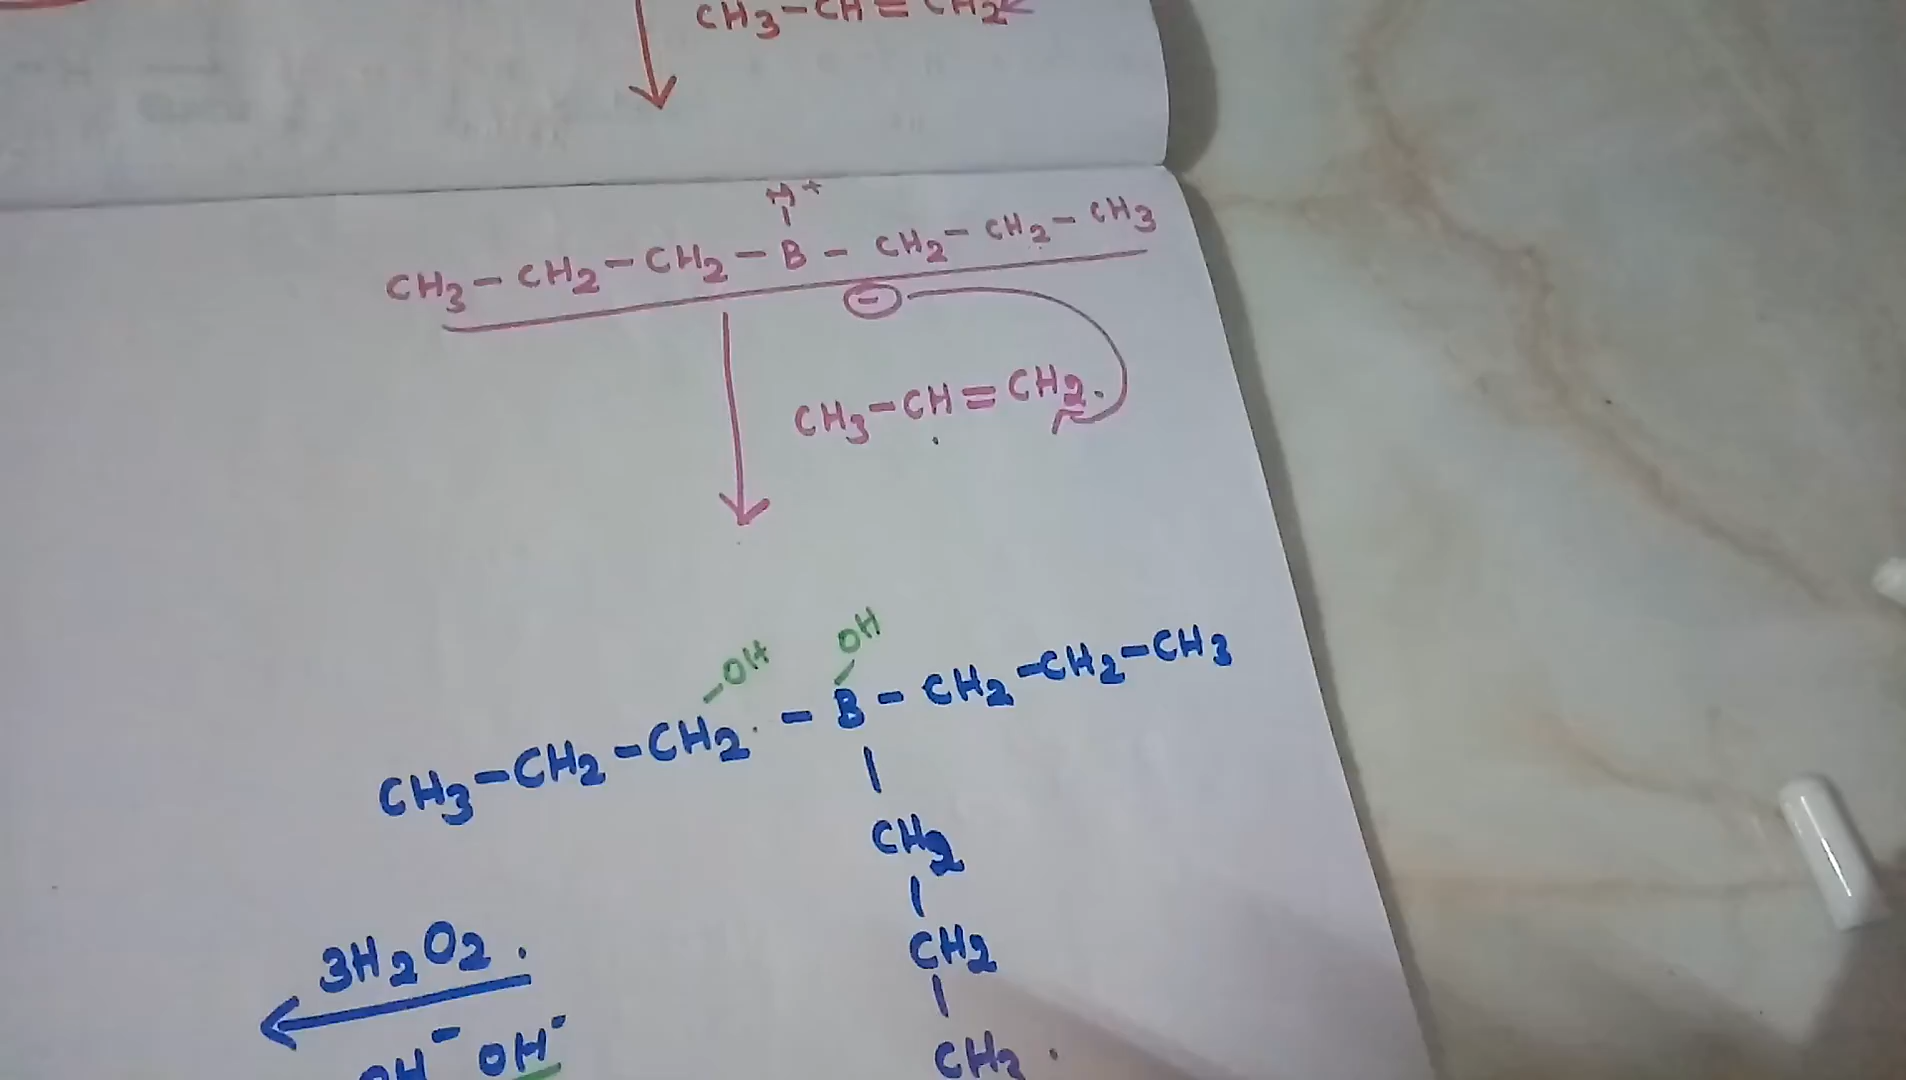 CH3-CH=CH2
H+
CH3-CH2-CH2-B-CH2-CH2-CH3
-
CH3-CH=CH2.
-OH OH
CH3-CH2-CH2-B-CH2-CH2-CH3
CH2
CH2
3H2O2.
CH3.
OH- OH-